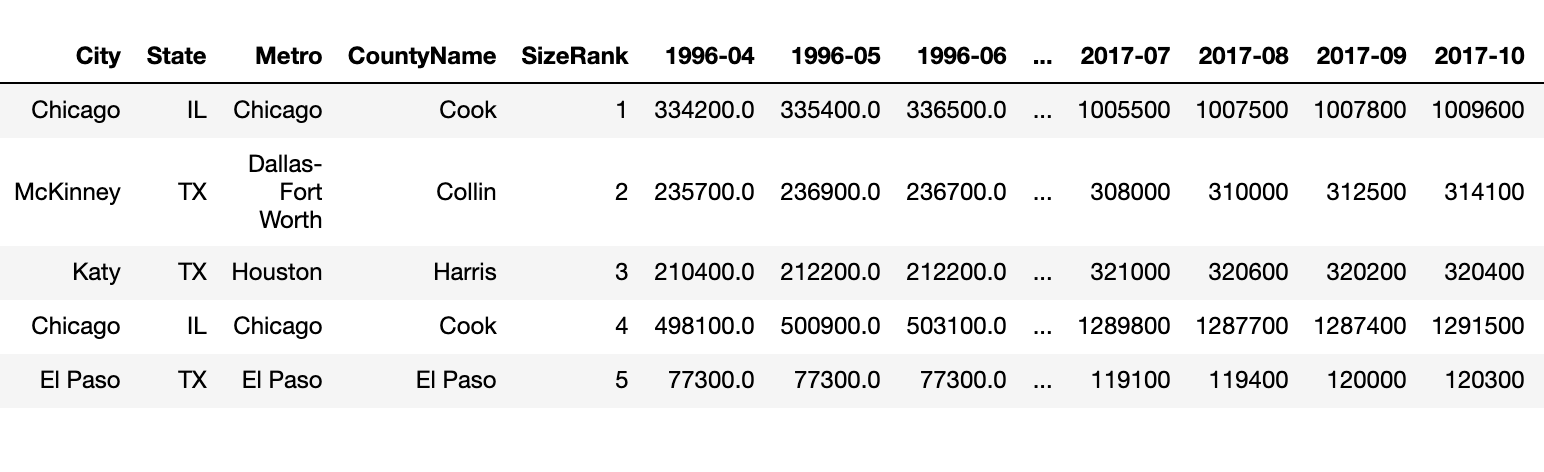 City State Metro CountyName SizeRank 1996-04 1996-05 1996-06 ... 2017-07 2017-08 2017-09 2017-10
Chicago IL Chicago Cook 1 334200.0 335400.0 336500.0 ... 1005500 1007500 1007800 1009600
McKinney TX Dallas-
Fort
Worth Collin 2 235700.0 236900.0 236700.0 ... 308000 310000 312500 314100
Katy TX Houston Harris 3 210400.0 212200.0 212200.0 ... 321000 320600 320200 320400
Chicago IL Chicago Cook 4 498100.0 500900.0 503100.0 ... 1289800 1287700 1287400 1291500
El Paso TX El Paso El Paso 5 77300.0 77300.0 77300.0 ... 119100 119400 120000 120300